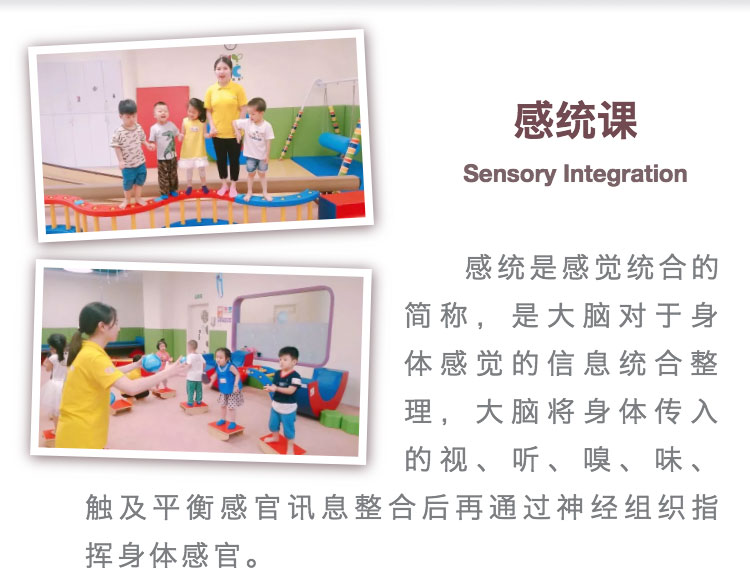 感统课
Sensory Integration
感统是感觉统合的
简称，是大脑对于身
体感觉的信息统合整
理，大脑将身体传入
的视、听、嗅、味、
触及平衡感官讯息整合后再通过神经组织指
挥身体感官。